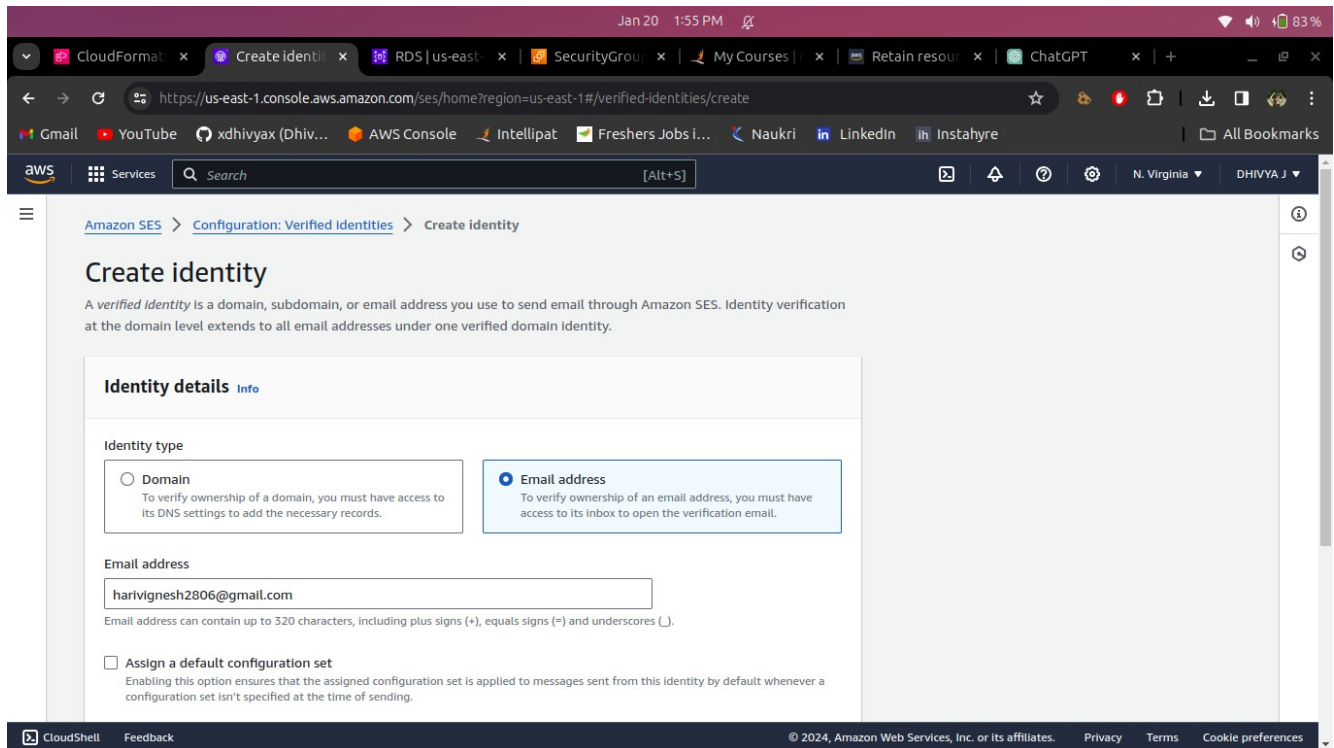 Jan 20 1:55 PM
83 %
CloudFormat
Create identit
RDS | us-east-
SecurityGrou
My Courses |
Retain resour
ChatGPT
https://us-east-1.console.aws.amazon.com/ses/home?region=us-east-1#/verified-identities/create
Gmail YouTube xdhivyax (Dhiv... AWS Console Intellipat Freshers Jobs i... Naukri LinkedIn Instahyre All Bookmarks
aws Services Search [Alt+S] N. Virginia ▼ DHIVYA J ▼
Amazon SES > Configuration: Verified identities > Create identity
Create identity
A verified identity is a domain, subdomain, or email address you use to send email through Amazon SES. Identity verification
at the domain level extends to all email addresses under one verified domain identity.
Identity details Info
Identity type
Domain
To verify ownership of a domain, you must have access to
its DNS settings to add the necessary records.
Email address
To verify ownership of an email address, you must have
access to its inbox to open the verification email.
Email address
harivignesh2806@gmail.com
Email address can contain up to 320 characters, including plus signs (+), equals signs (=) and underscores (_).
Assign a default configuration set
Enabling this option ensures that the assigned configuration set is applied to messages sent from this identity by default whenever a
configuration set isn't specified at the time of sending.
CloudShell Feedback © 2024, Amazon Web Services, Inc. or its affiliates. Privacy Terms Cookie preferences